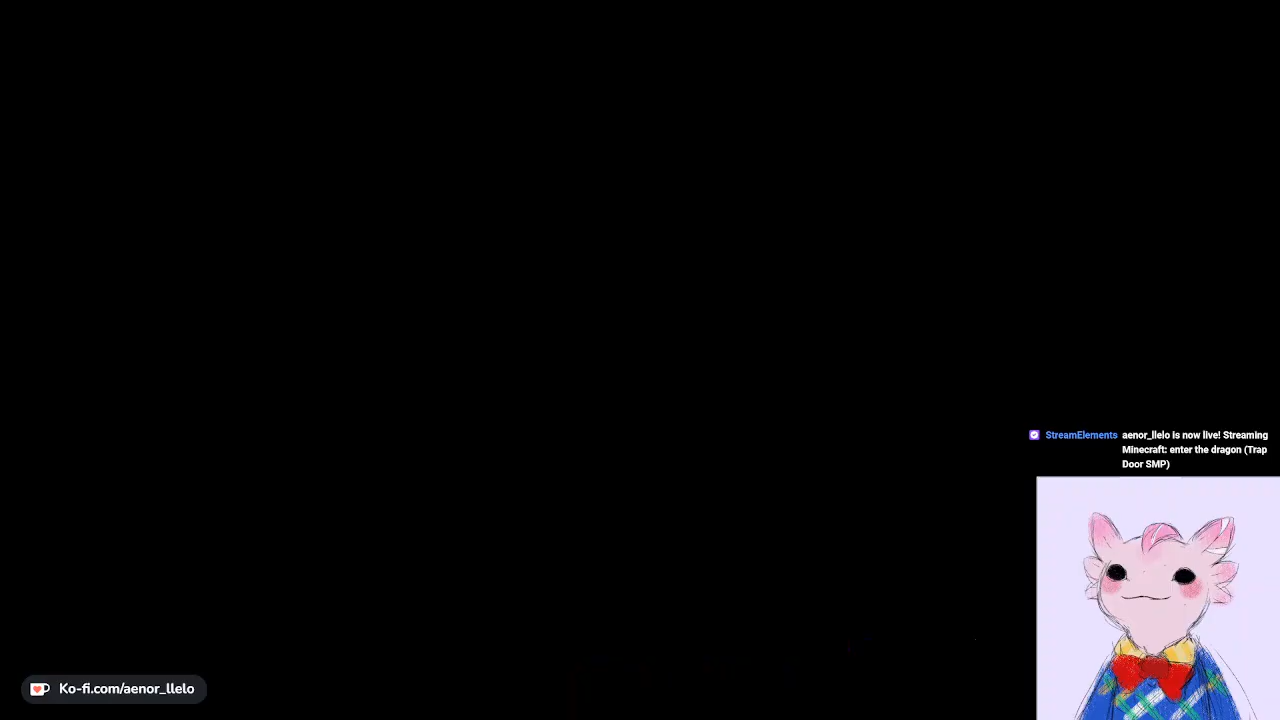 StreamElements aenor_llelo is now live! Streaming
Minecraft: enter the dragon (Trap
Door SMP)
Ko-fi.com/aenor_llelo